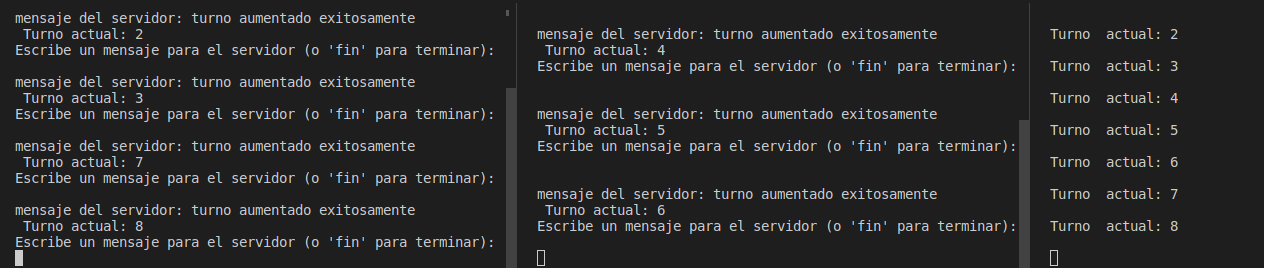 mensaje del servidor: turno aumentado exitosamente
Turno actual: 2
Escribe un mensaje para el servidor (o 'fin' para terminar):
mensaje del servidor: turno aumentado exitosamente
Turno actual: 3
Escribe un mensaje para el servidor (o 'fin' para terminar):
mensaje del servidor: turno aumentado exitosamente
Turno actual: 7
Escribe un mensaje para el servidor (o 'fin' para terminar):
mensaje del servidor: turno aumentado exitosamente
Turno actual: 8
Escribe un mensaje para el servidor (o 'fin' para terminar):
mensaje del servidor: turno aumentado exitosamente
Turno actual: 4
Escribe un mensaje para el servidor (o 'fin' para terminar):
mensaje del servidor: turno aumentado exitosamente
Turno actual: 5
Escribe un mensaje para el servidor (o 'fin' para terminar):
mensaje del servidor: turno aumentado exitosamente
Turno actual: 6
Escribe un mensaje para el servidor (o 'fin' para terminar):
Turno  actual: 2
Turno  actual: 3
Turno  actual: 4
Turno  actual: 5
Turno  actual: 6
Turno  actual: 7
Turno  actual: 8